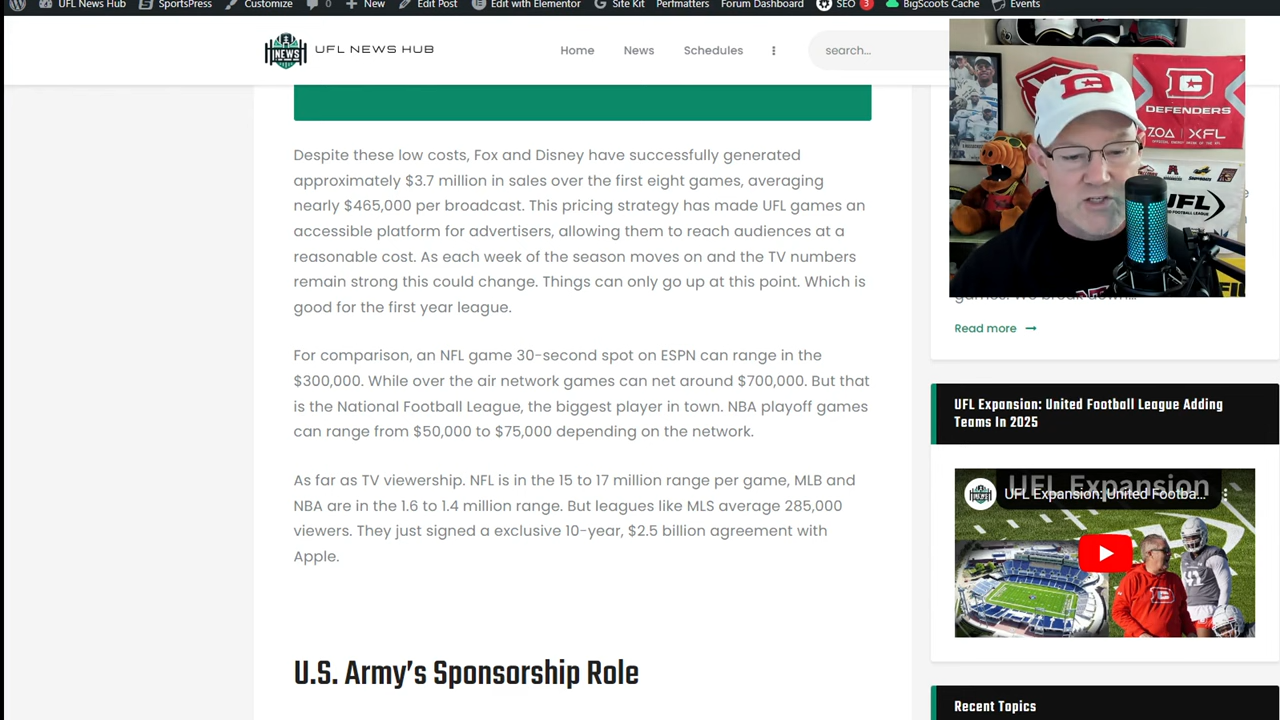 UFL News Hub SportsPress Customize 0 New Edit Post Edit with Elementor Site Kit Perfmatters Forum Dashboard SEO 3 BigScoots Cache Events
NEWS UFL NEWS HUB Home News Schedules search...
Despite these low costs, Fox and Disney have successfully generated
approximately $3.7 million in sales over the first eight games, averaging
nearly $465,000 per broadcast. This pricing strategy has made UFL games an
accessible platform for advertisers, allowing them to reach audiences at a
reasonable cost. As each week of the season moves on and the TV numbers
remain strong this could change. Things can only go up at this point. Which is
good for the first year league.
For comparison, an NFL game 30-second spot on ESPN can range in the
$300,000. While over the air network games can net around $700,000. But that
is the National Football League, the biggest player in town. NBA playoff games
can range from $50,000 to $75,000 depending on the network.
As far as TV viewership. NFL is in the 15 to 17 million range per game, MLB and
NBA are in the 1.6 to 1.4 million range. But leagues like MLS average 285,000
viewers. They just signed a exclusive 10-year, $2.5 billion agreement with
Apple.
U.S. Army's Sponsorship Role
DEFENDERS
ZOA XFL
UFL
games. We break down...
Read more
UFL Expansion: United Football League Adding
Teams In 2025
UFL Expansion
UFL Expansion: United Footba...
Recent Topics